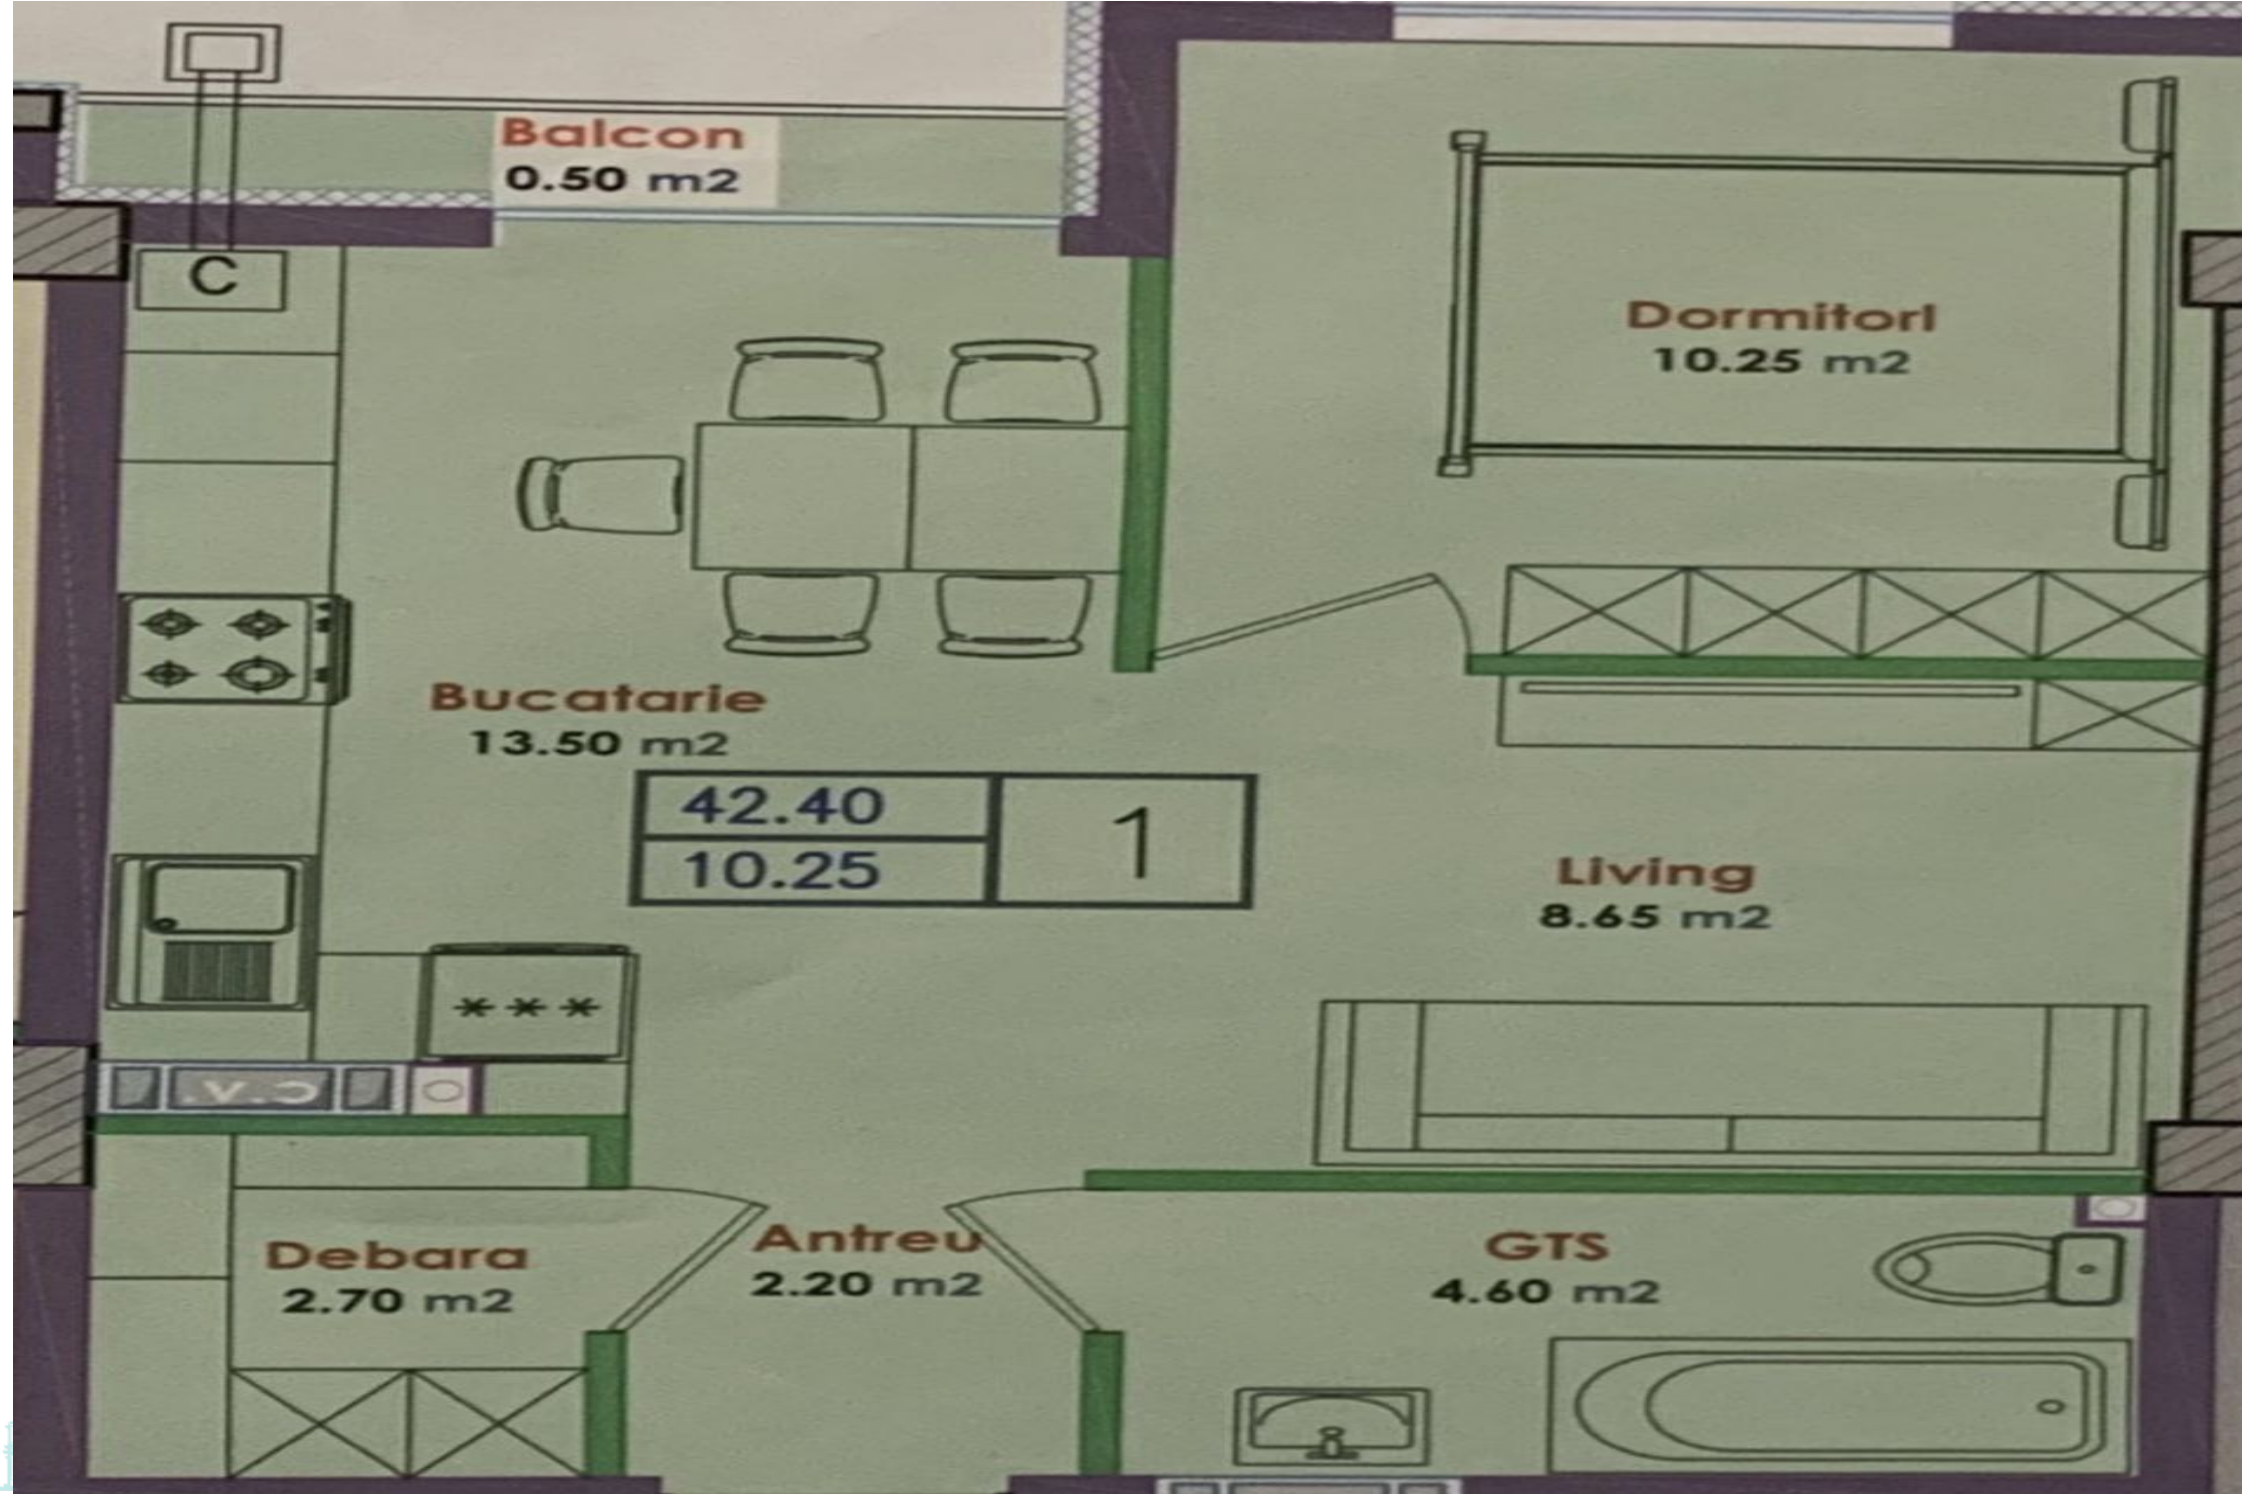 Balcon
0.50 m2
C
Dormitor1
10.25 m2
Bucatarie
13.50 m2
42.40
10.25
1
Living
8.65 m2
***
C.V.
Debara
2.70 m2
Antreu
2.20 m2
GTS
4.60 m2